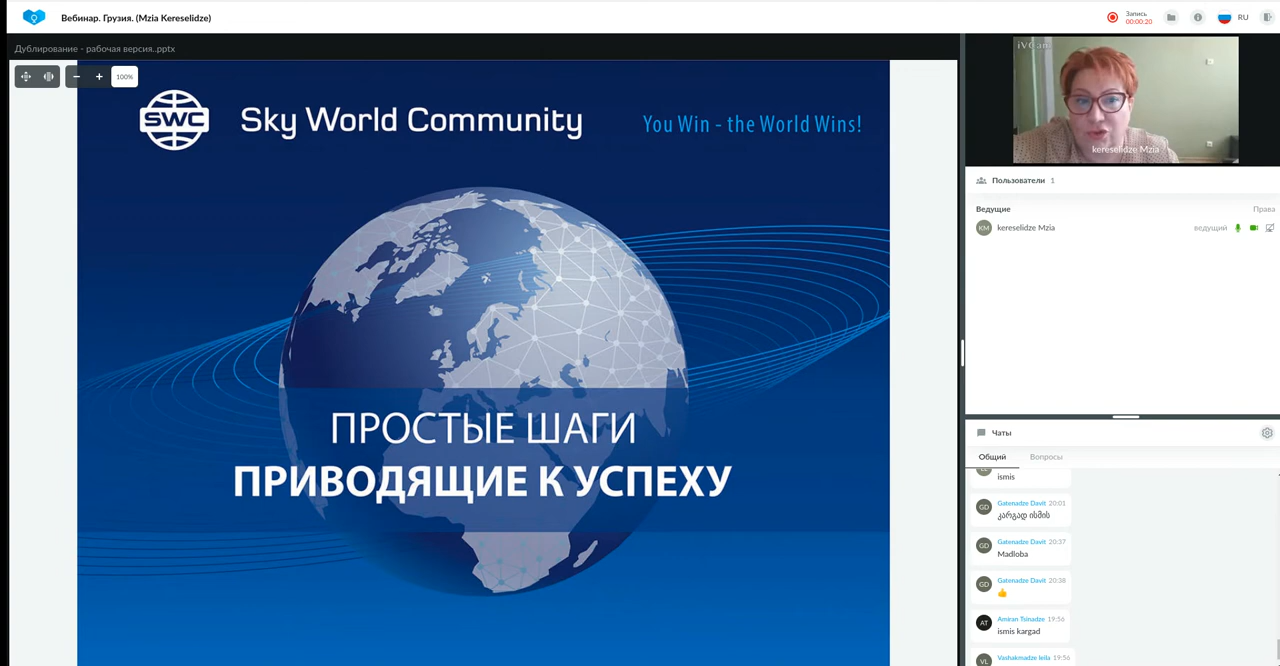 Вебинар. Грузия. (Mzia Kereselidze)
Запись
00:00:20
RU
Дублирование - рабочая версия..pptx
100%
SWC
Sky World Community
You Win - the World Wins!
ПРОСТЫЕ ШАГИ
ПРИВОДЯЩИЕ К УСПЕХУ
kereselidze Mzia
Пользователи 1
Ведущие
Права
KM
kereselidze Mzia
ведущий
Чаты
Общий
Вопросы
ismis
GD
Gatenadze Davit 20:01
კარგად ისმის
GD
Gatenadze Davit 20:37
Madloba
GD
Gatenadze Davit 20:38
👍
AT
Amiran Tsinadze 19:56
ismis kargad
VL
Vashakmadze leila 19:56